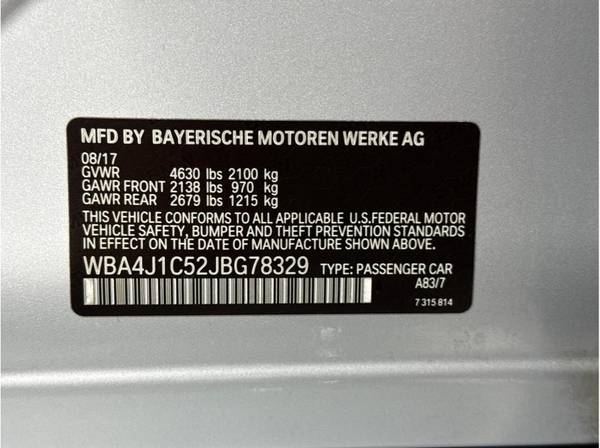 MFD BY BAYERISCHE MOTOREN WERKE AG
08/17
GVWR 4630 lbs 2100 kg
GAWR FRONT 2138 lbs 970 kg
GAWR REAR 2679 lbs 1215 kg
THIS VEHICLE CONFORMS TO ALL APPLICABLE U.S.FEDERAL MOTOR
VEHICLE SAFETY, BUMPER AND THEFT PREVENTION STANDARDS
IN EFFECT ON THE DATE OF MANUFACTURE SHOWN ABOVE.
WBA4J1C52JBG78329 TYPE: PASSENGER CAR
A83/7
7 315 814